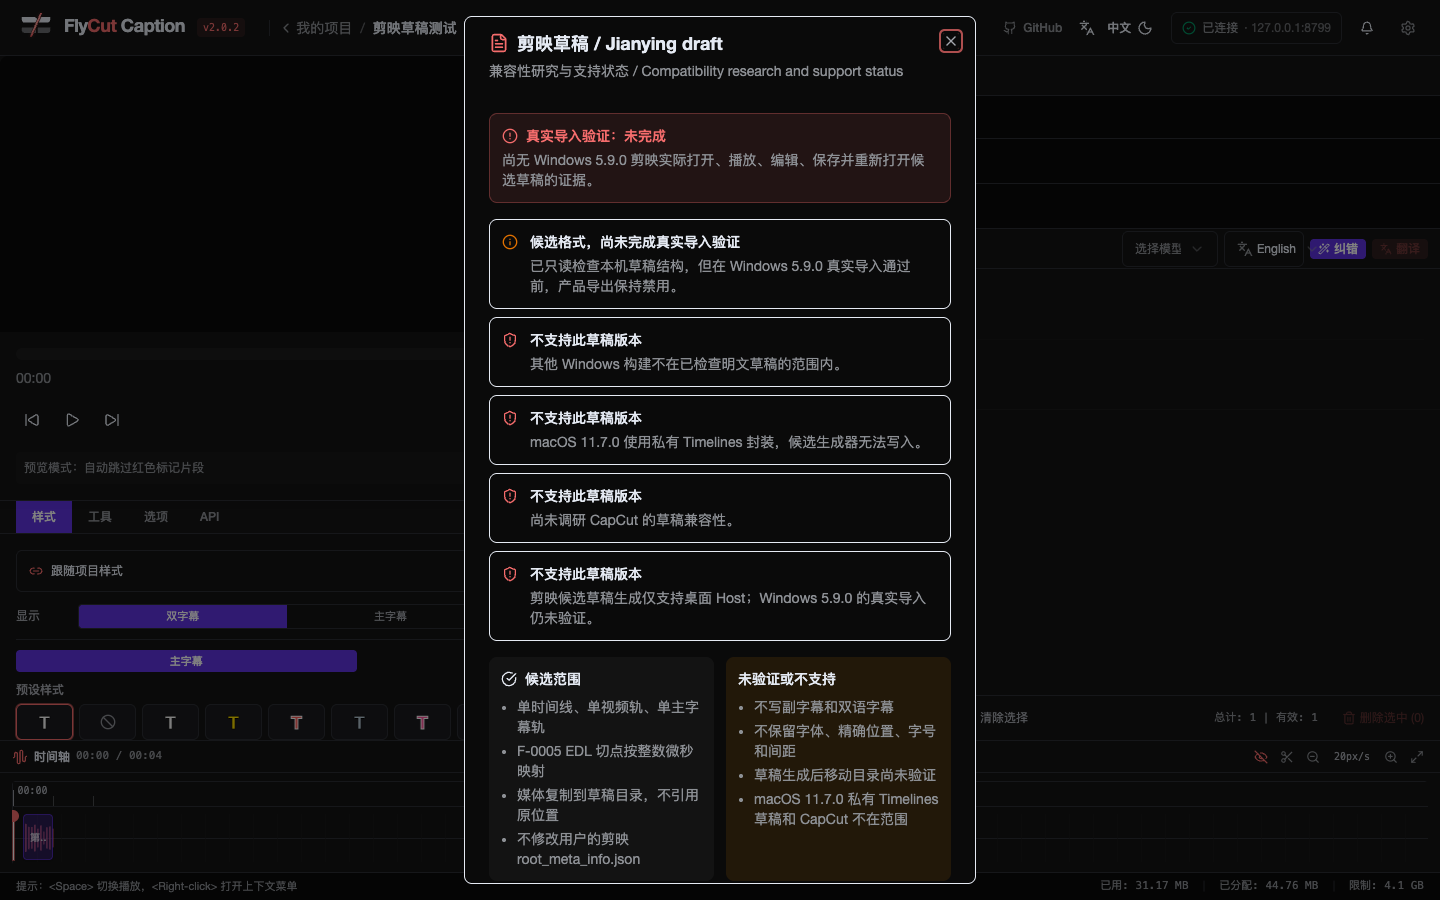 FlyCut Caption
v2.0.2
我的项目 / 剪映草稿测试
GitHub
中文
已连接 · 127.0.0.1:8799
剪映草稿 / Jianying draft
兼容性研究与支持状态 / Compatibility research and support status
真实导入验证：未完成
尚无 Windows 5.9.0 剪映实际打开、播放、编辑、保存并重新打开候
选草稿的证据。
候选格式，尚未完成真实导入验证
已只读检查本机草稿结构，但在 Windows 5.9.0 真实导入通过
前，产品导出保持禁用。
不支持此草稿版本
其他 Windows 构建不在已检查明文草稿的范围内。
不支持此草稿版本
macOS 11.7.0 使用私有 Timelines 封装，候选生成器无法写入。
不支持此草稿版本
尚未调研 CapCut 的草稿兼容性。
不支持此草稿版本
剪映候选草稿生成仅支持桌面 Host；Windows 5.9.0 的真实导入
仍未验证。
候选范围
• 单时间线、单视频轨、单主字
幕轨
• F-0005 EDL 切点按整数微秒
映射
• 媒体复制到草稿目录，不引用
原位置
• 不修改用户的剪映
root_meta_info.json
未验证或不支持
• 不写副字幕和双语字幕
• 不保留字体、精确位置、字号
和间距
• 草稿生成后移动目录尚未验证
• macOS 11.7.0 私有 Timelines
草稿和 CapCut 不在范围
选择模型
English
纠错
翻译
00:00
预览模式：自动跳过红色标记片段
样式
工具
选项
API
跟随项目样式
显示
双字幕
主字幕
主字幕
预设样式
T
T
T
T
T
T
清除选择
总计: 1 | 有效: 1
删除选中 (0)
时间轴 00:00 / 00:04
20px/s
00:00
提示：<Space> 切换播放，<Right-click> 打开上下文菜单
已用: 31.17 MB
已分配: 44.76 MB
限制: 4.1 GB